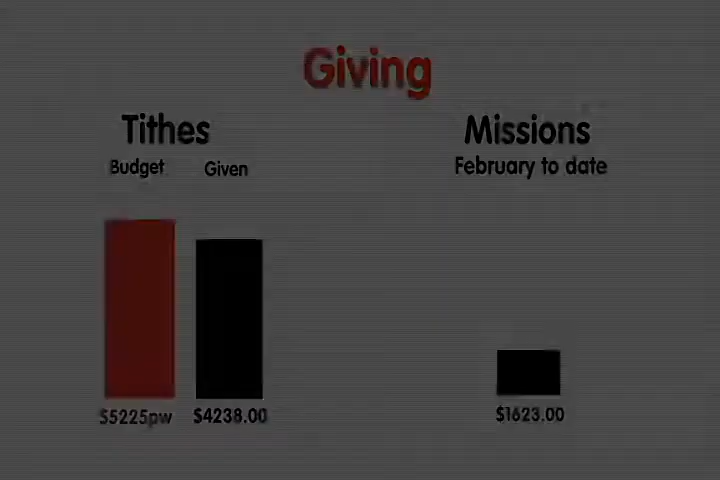 Giving
Tithes
Budget Given
$5225pw $4238.00
Missions
February to date
$1623.00